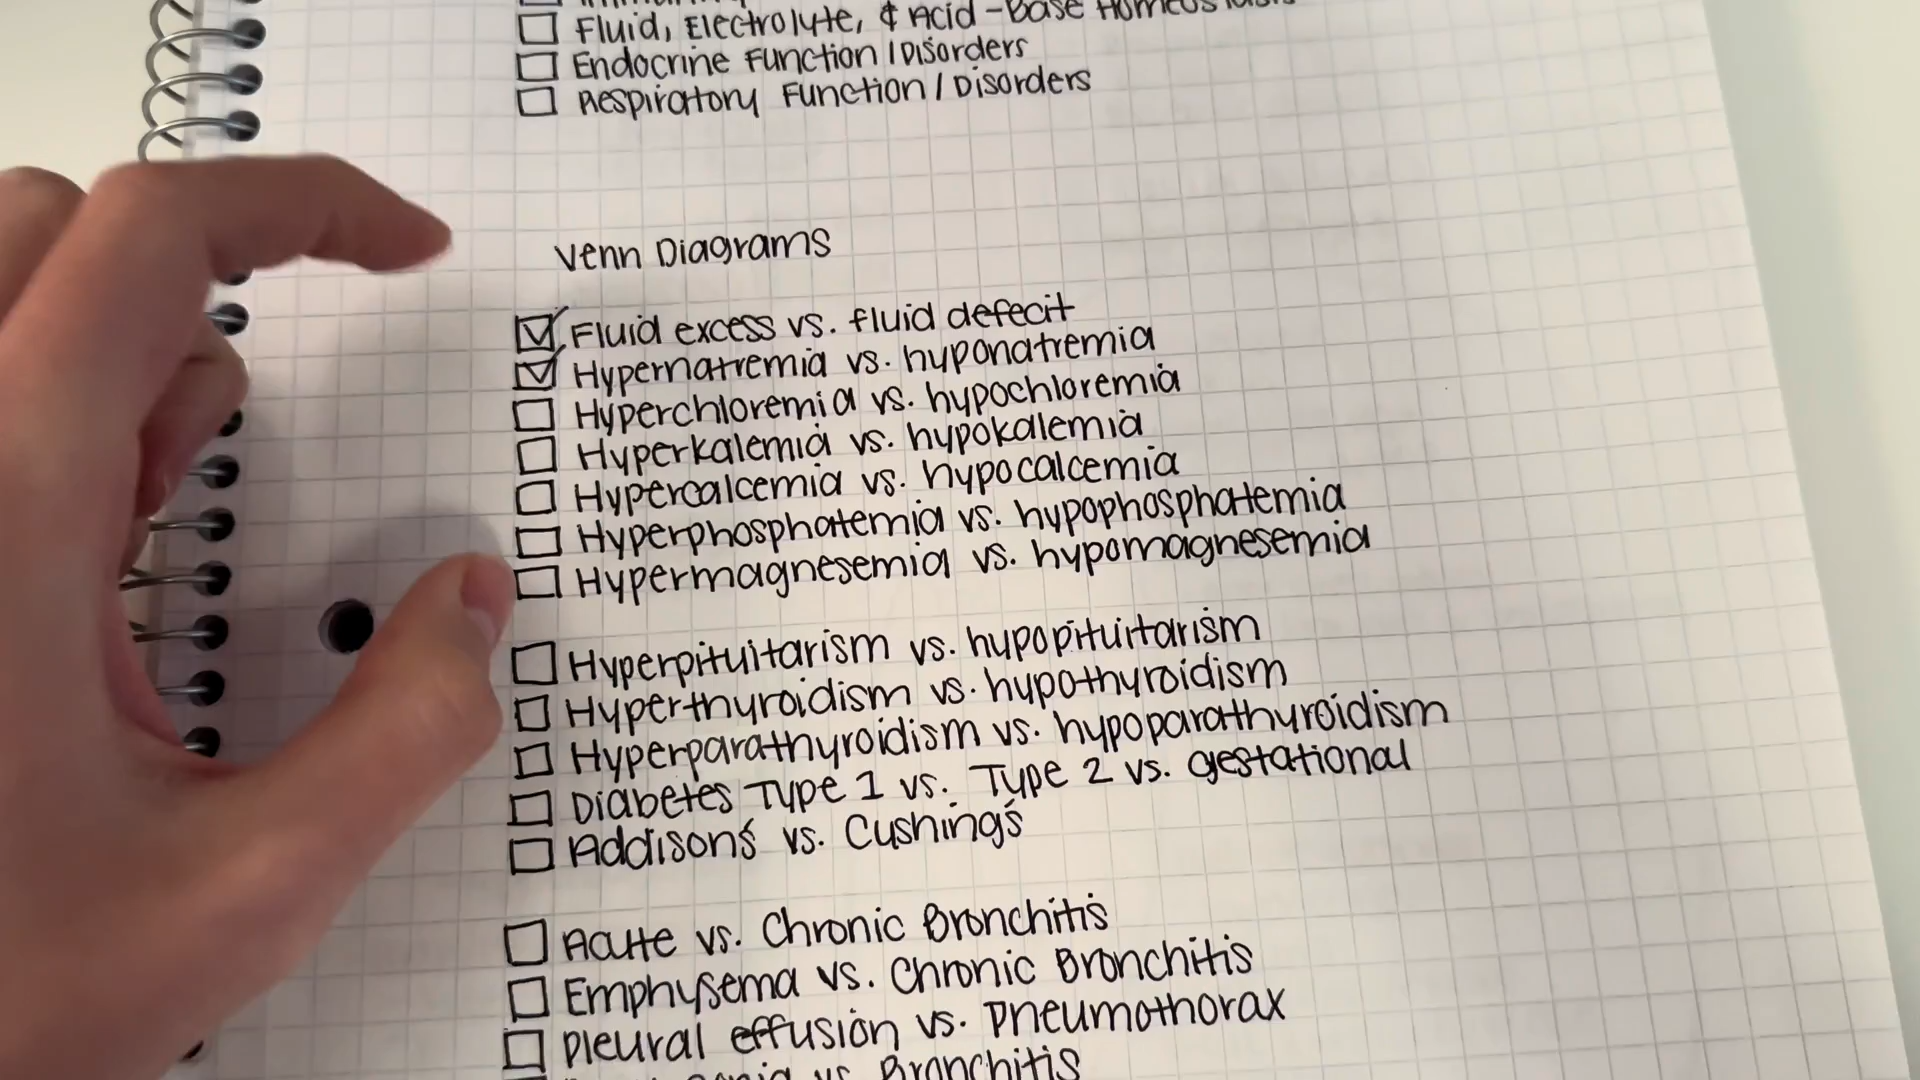 Fluid, Electrolyte, & Acid-Base Homeostasis
Endocrine Function/Disorders
Respiratory Function/Disorders
Venn Diagrams
Fluid excess vs. fluid defecit
Hypernatremia vs. hyponatremia
Hyperchloremia vs. hypochloremia
Hyperkalemia vs. hypokalemia
Hypercalcemia vs. hypocalcemia
Hyperphosphatemia vs. hypophosphatemia
Hypermagnesemia vs. hypomagnesemia
Hyperpituitarism vs. hypopituitarism
Hyperthyroidism vs. hypothyroidism
Hyperparathyroidism vs. hypoparathyroidism
Diabetes Type 1 vs. Type 2 vs. gestational
Addison's vs. Cushing's
Acute vs. Chronic Bronchitis
Emphysema vs. Chronic Bronchitis
Pleural effusion vs. Pneumothorax
vs. Bronchitis